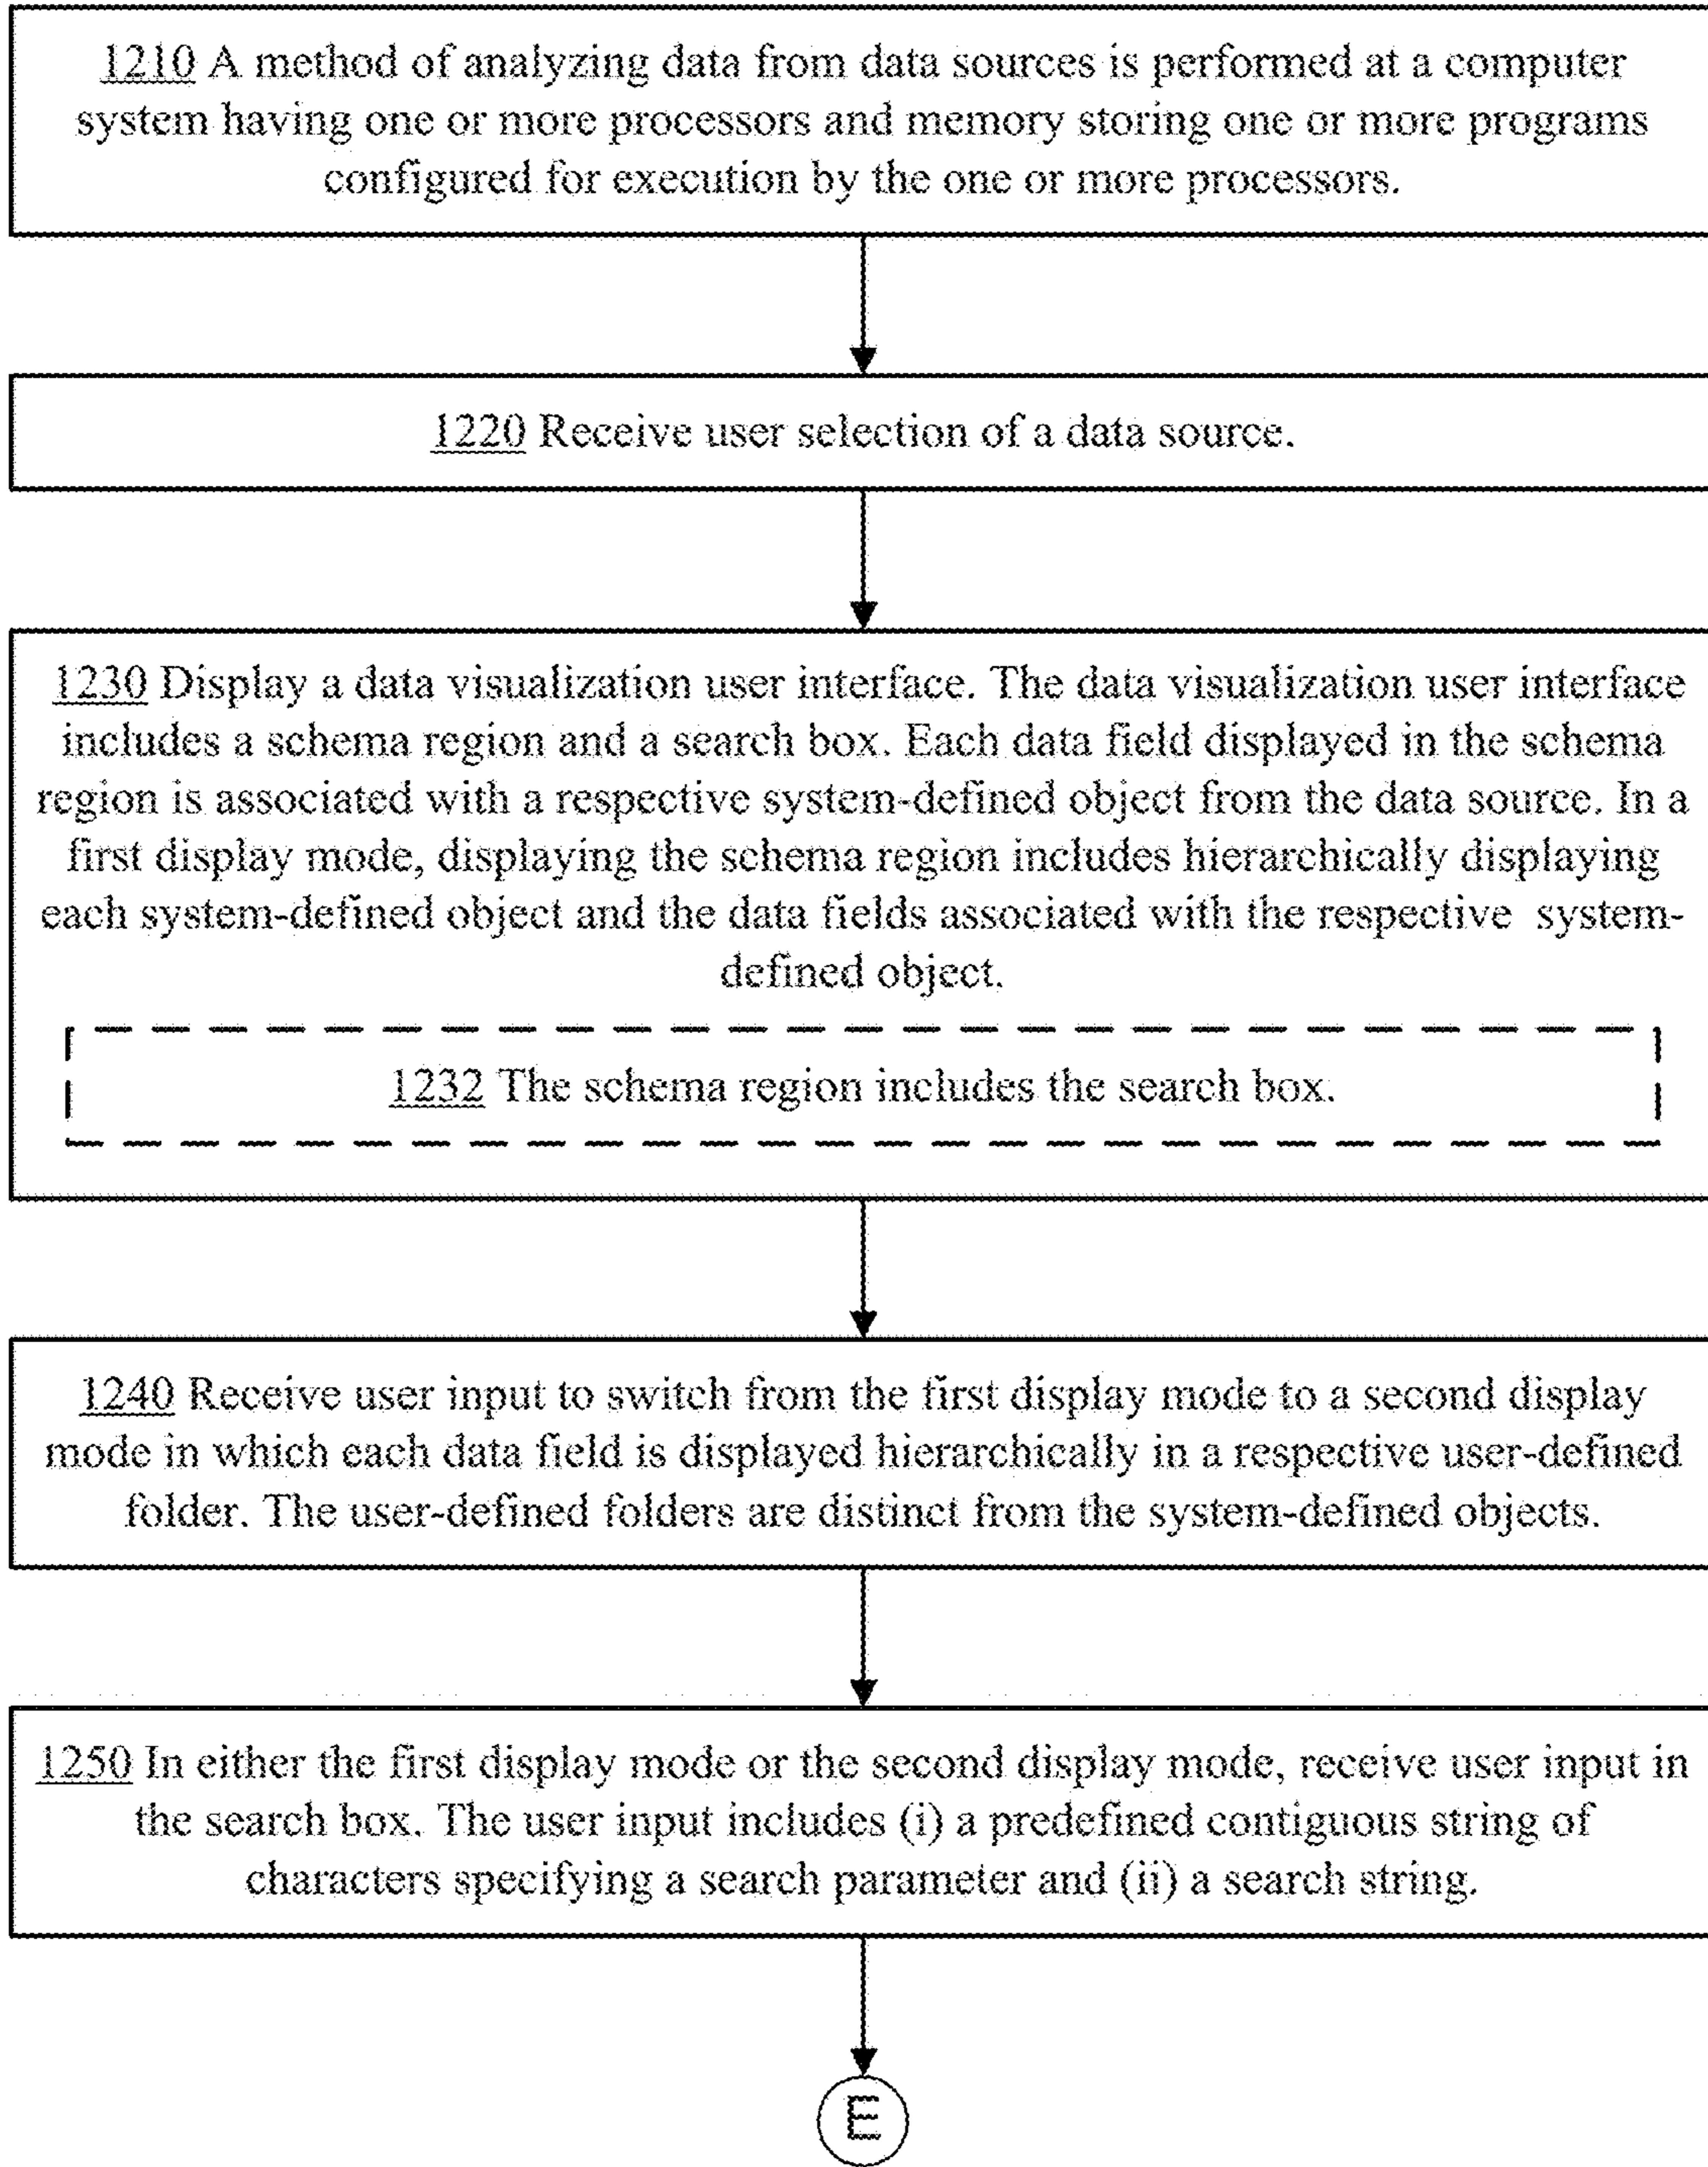 1210 A method of analyzing data from data sources is performed at a computer
system having one or more processors and memory storing one or more programs
configured for execution by the one or more processors.
1220 Receive user selection of a data source.
1230 Display a data visualization user interface. The data visualization user interface
includes a schema region and a search box. Each data field displayed in the schema
region is associated with a respective system-defined object from the data source. In a
first display mode, displaying the schema region includes hierarchically displaying
each system-defined object and the data fields associated with the respective system-
defined object.
1232 The schema region includes the search box.
1240 Receive user input to switch from the first display mode to a second display
mode in which each data field is displayed hierarchically in a respective user-defined
folder. The user-defined folders are distinct from the system-defined objects.
1250 In either the first display mode or the second display mode, receive user input in
the search box. The user input includes (i) a predefined contiguous string of
characters specifying a search parameter and (ii) a search string.
E